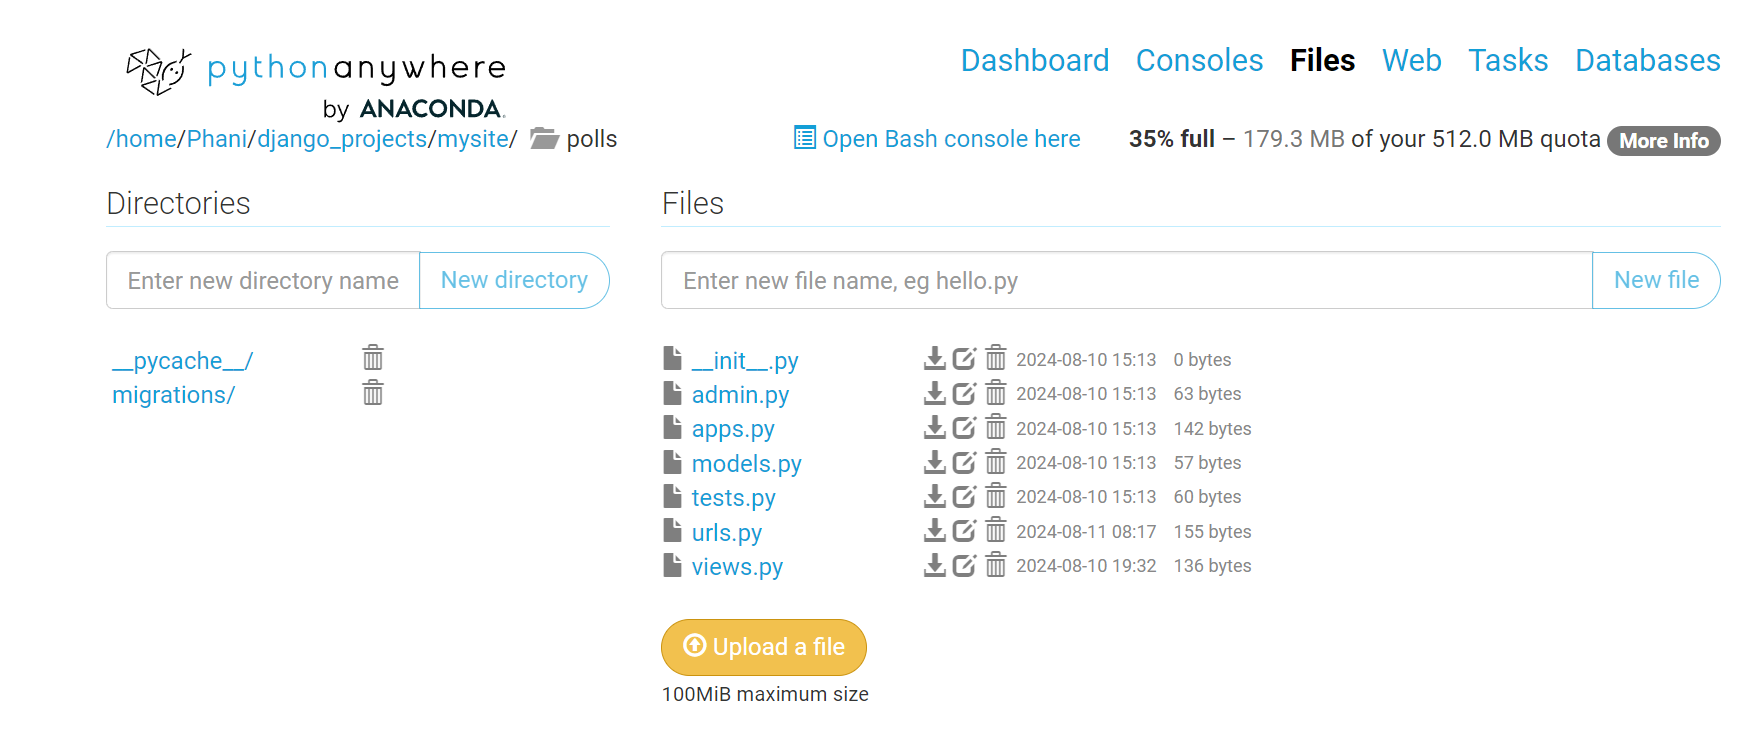 pythonanywhere
by ANACONDA.
Dashboard Consoles Files Web Tasks Databases
/home/Phani/django_projects/mysite/ polls
Open Bash console here
35% full – 179.3 MB of your 512.0 MB quota More Info
Directories
Enter new directory name New directory
__pycache__/
migrations/
Files
Enter new file name, eg hello.py New file
__init__.py 2024-08-10 15:13 0 bytes
admin.py 2024-08-10 15:13 63 bytes
apps.py 2024-08-10 15:13 142 bytes
models.py 2024-08-10 15:13 57 bytes
tests.py 2024-08-10 15:13 60 bytes
urls.py 2024-08-11 08:17 155 bytes
views.py 2024-08-10 19:32 136 bytes
Upload a file
100MiB maximum size